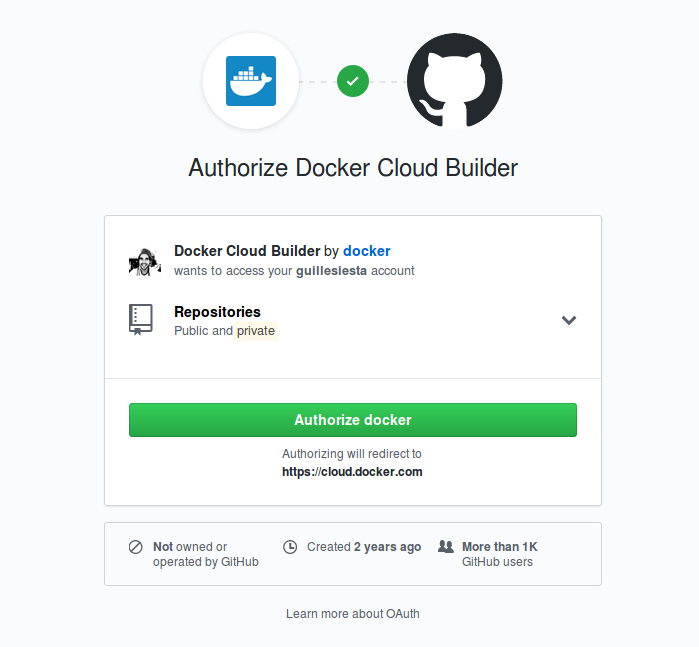 Authorize Docker Cloud Builder
Docker Cloud Builder by docker
wants to access your guillesiesta account
Repositories
Public and private
Authorize docker
Authorizing will redirect to
https://cloud.docker.com
Not owned or
operated by GitHub
Created 2 years ago
More than 1K
GitHub users
Learn more about OAuth